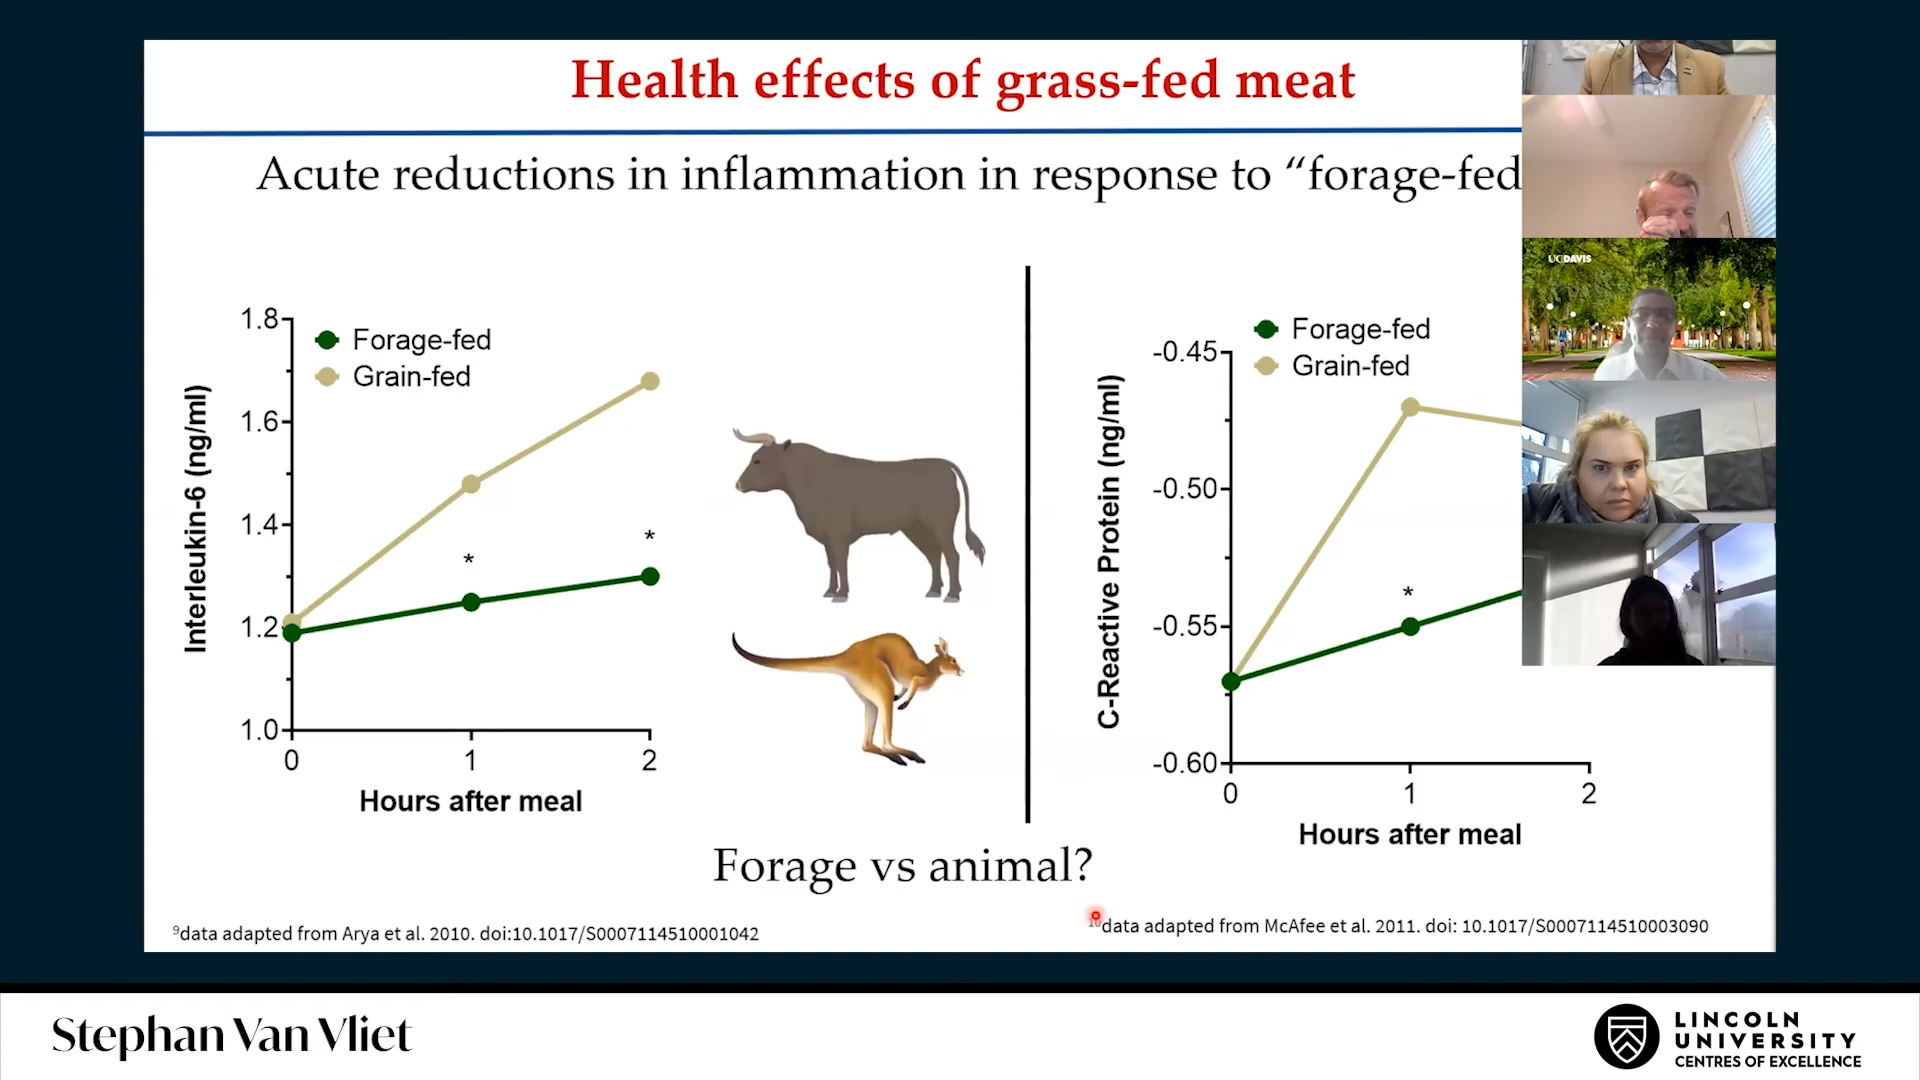 Health effects of grass-fed meat
Acute reductions in inflammation in response to “forage-fed
UC DAVIS
1.8
1.6
1.4
1.2
1.0
Interleukin-6 (ng/ml)
Forage-fed
Grain-fed
*
*
0 1 2
Hours after meal
-0.45
-0.50
-0.55
-0.60
C-Reactive Protein (ng/ml)
Forage-fed
Grain-fed
*
0 1 2
Hours after meal
Forage vs animal?
9data adapted from Arya et al. 2010. doi:10.1017/S0007114510001042
10data adapted from McAfee et al. 2011. doi: 10.1017/S0007114510003090
Stephan Van Vliet
LINCOLN
UNIVERSITY
CENTRES OF EXCELLENCE